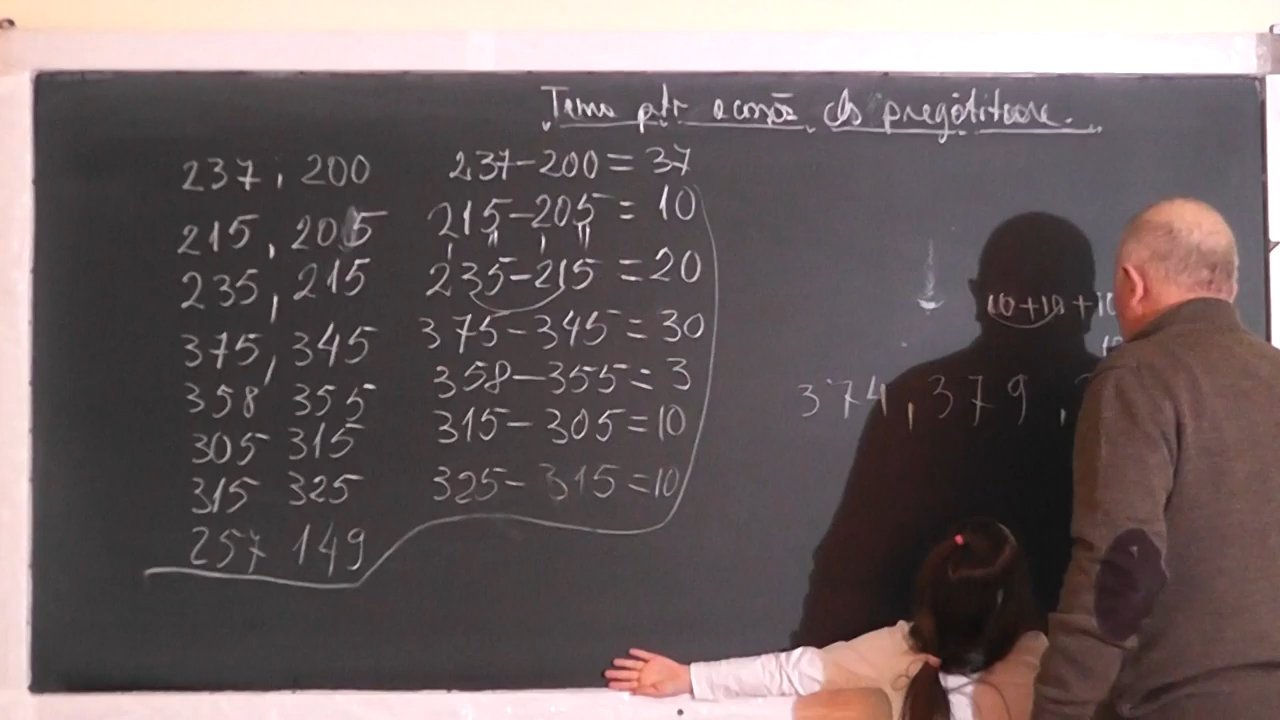 Tema ptr acasă de pregătitoare.
237, 200
215, 205
235, 215
375, 345
358 355
305 315
315 325
257 149
237-200 = 37
215-205 = 10
235-215 = 20
375-345 = 30
358-355 = 3
315-305 = 10
325-315 = 10
10+10 +10
374, 379,